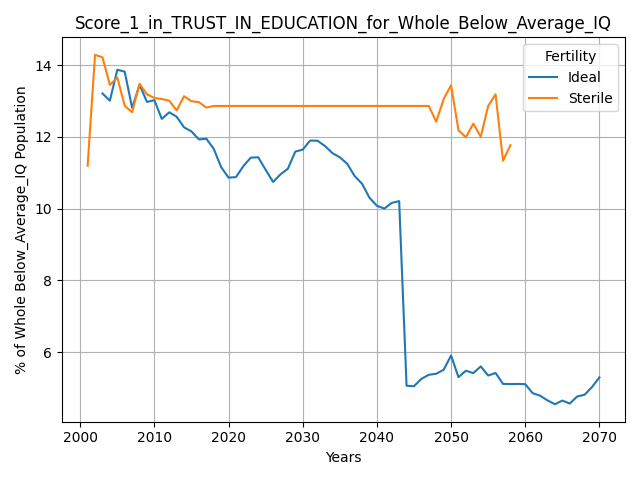 Score_1_in_TRUST_IN_EDUCATION_for_Whole_Below_Average_IQ
Fertility
Ideal
Sterile
% of Whole Below_Average_IQ Population
14
12
10
8
6
2000
2010
2020
2030
2040
2050
2060
2070
Years